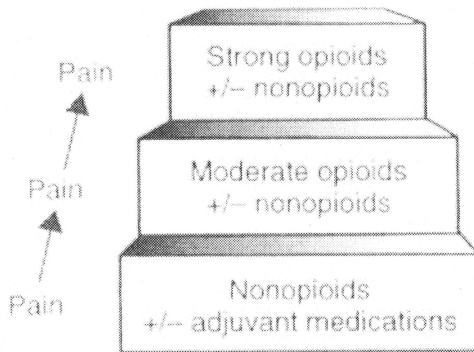 Pain
Strong opioids
+/– nonopioids
Pain
Moderate opioids
+/– nonopioids
Pain
Nonopioids
+/– adjuvant medications